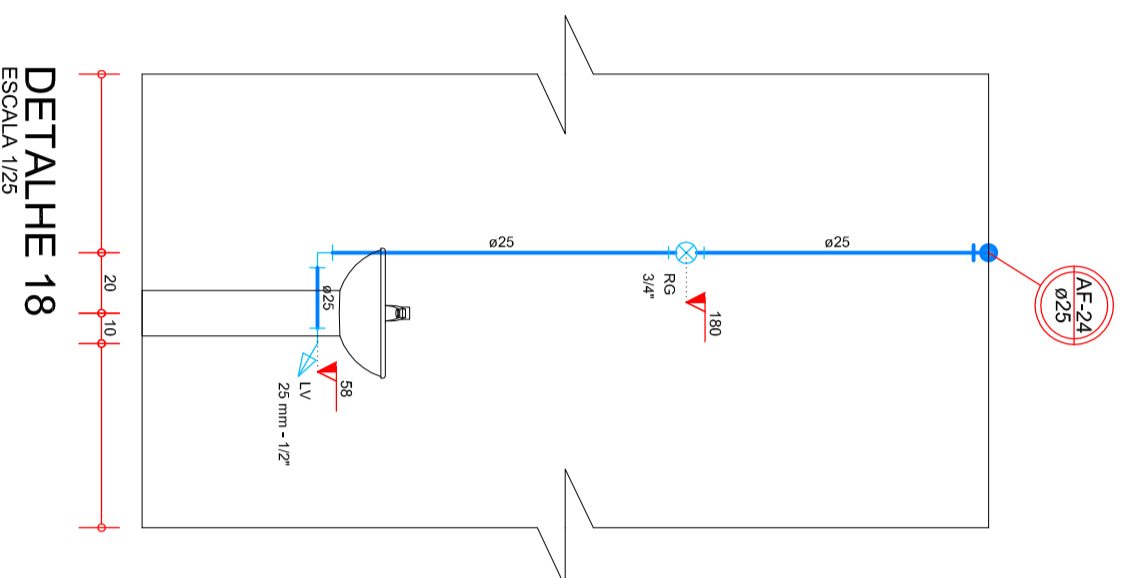 DETALHE 18
ESCALA 1/25
AF-24
ø25
ø25
ø25
RG
3/4"
180
ø25
58
LV
25 mm - 1/2"
20
10